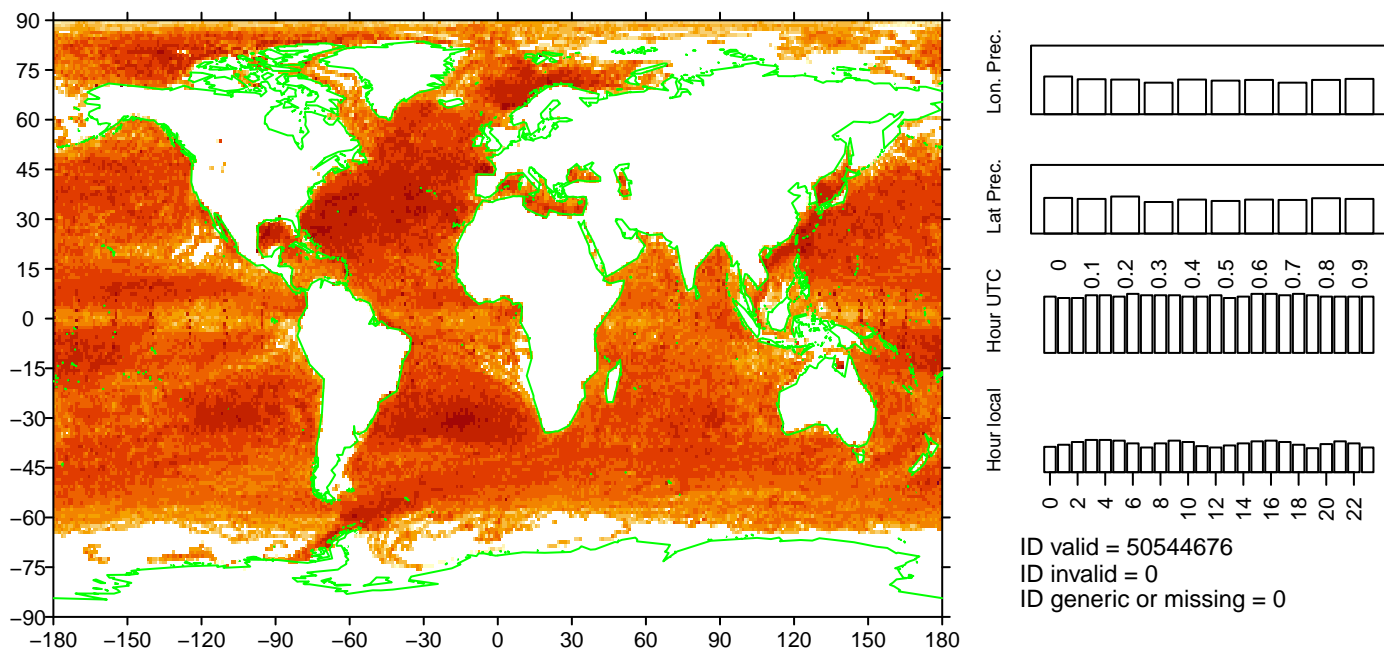 90
75
60
45
30
15
0
−15
−30
−45
−60
−75
−90
−180 −150 −120 −90 −60 −30 0 30 60 90 120 150 180
Lon. Prec.
Lat Prec.
0 0.1 0.2 0.3 0.4 0.5 0.6 0.7 0.8 0.9
Hour UTC
Hour local
0 2 4 6 8 10 12 14 16 18 20 22
ID valid = 50544676
ID invalid = 0
ID generic or missing = 0